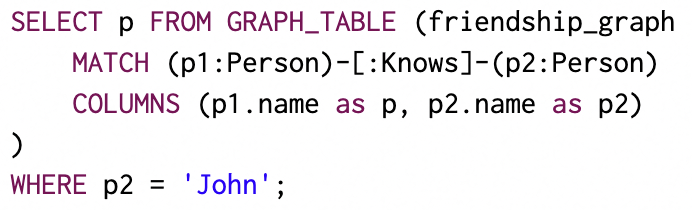 SELECT p FROM GRAPH_TABLE (friendship_graph
    MATCH (p1:Person)-[:Knows]-(p2:Person)
    COLUMNS (p1.name as p, p2.name as p2)
)
WHERE p2 = 'John';